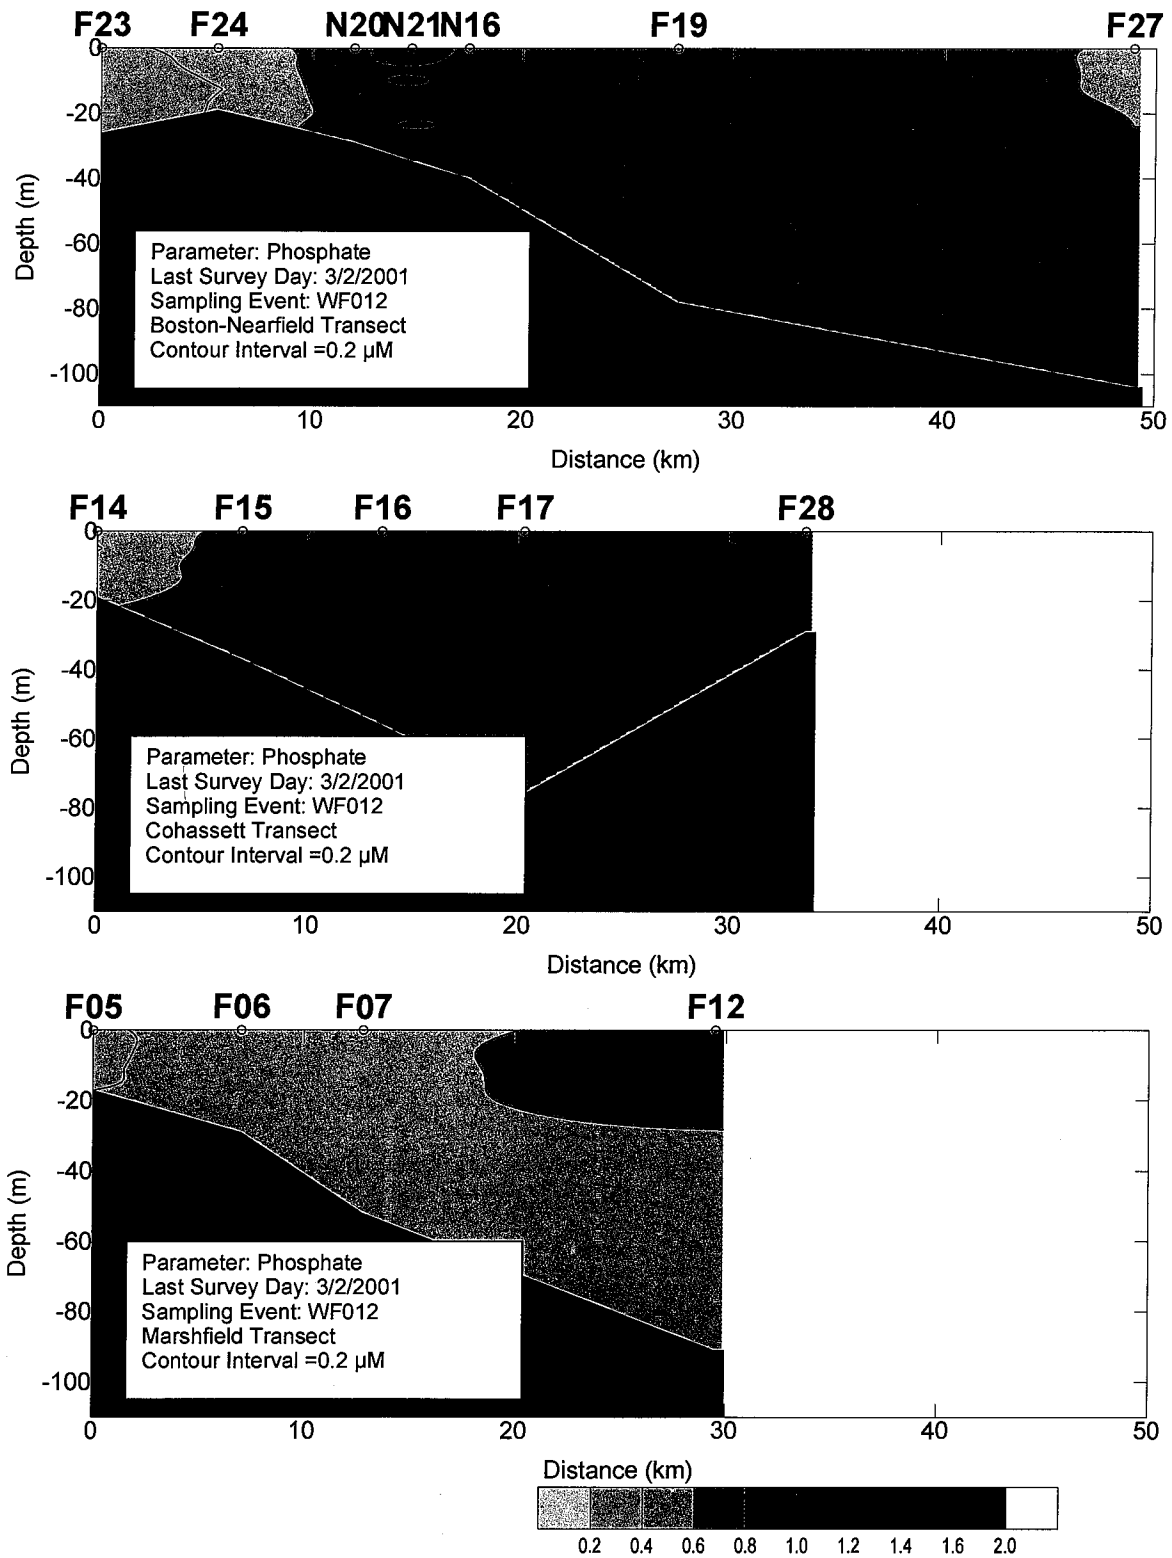 F23 F24 N20 N21 N16 F19 F27
0
-20
-40
-60
-80
-100
Depth (m)
Parameter: Phosphate
Last Survey Day: 3/2/2001
Sampling Event: WF012
Boston-Nearfield Transect
Contour Interval =0.2 µM
0 10 20 30 40 50
Distance (km)
F14 F15 F16 F17 F28
0
-20
-40
-60
-80
-100
Depth (m)
Parameter: Phosphate
Last Survey Day: 3/2/2001
Sampling Event: WF012
Cohassett Transect
Contour Interval =0.2 µM
0 10 20 30 40 50
Distance (km)
F05 F06 F07 F12
0
-20
-40
-60
-80
-100
Depth (m)
Parameter: Phosphate
Last Survey Day: 3/2/2001
Sampling Event: WF012
Marshfield Transect
Contour Interval =0.2 µM
0 10 20 30 40 50
Distance (km)
0.2 0.4 0.6 0.8 1.0 1.2 1.4 1.6 2.0